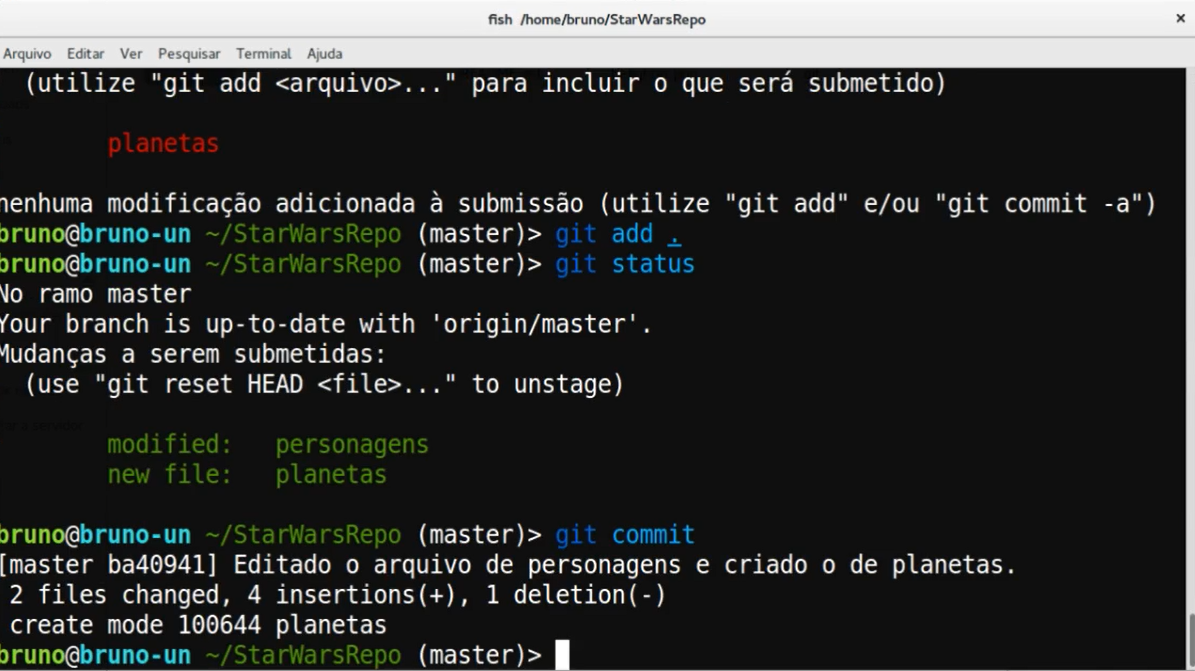 fish /home/bruno/StarWarsRepo ×
Arquivo Editar Ver Pesquisar Terminal Ajuda
(utilize "git add <arquivo>..." para incluir o que será submetido)
planetas
nenhuma modificação adicionada à submissão (utilize "git add" e/ou "git commit -a")
bruno@bruno-un ~/StarWarsRepo (master)> git add .
bruno@bruno-un ~/StarWarsRepo (master)> git status
No ramo master
Your branch is up-to-date with 'origin/master'.
Mudanças a serem submetidas:
(use "git reset HEAD <file>..." to unstage)
modified: personagens
new file: planetas
bruno@bruno-un ~/StarWarsRepo (master)> git commit
[master ba40941] Editado o arquivo de personagens e criado o de planetas.
2 files changed, 4 insertions(+), 1 deletion(-)
create mode 100644 planetas
bruno@bruno-un ~/StarWarsRepo (master)>